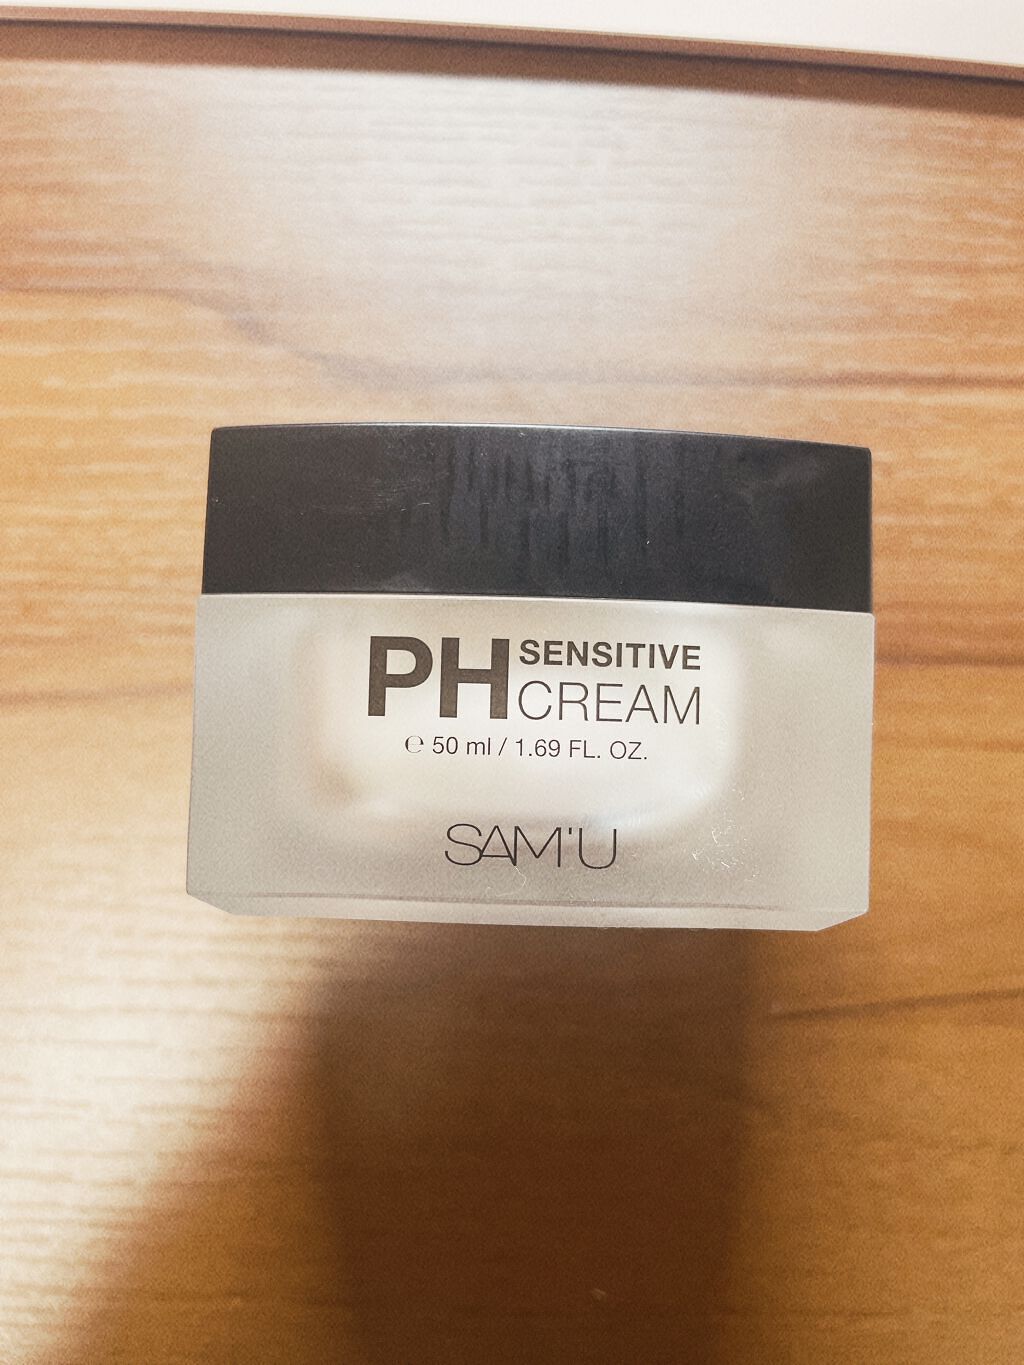 PH SENSITIVE
CREAM
℮ 50 ml / 1.69 FL. OZ.
SAM'U